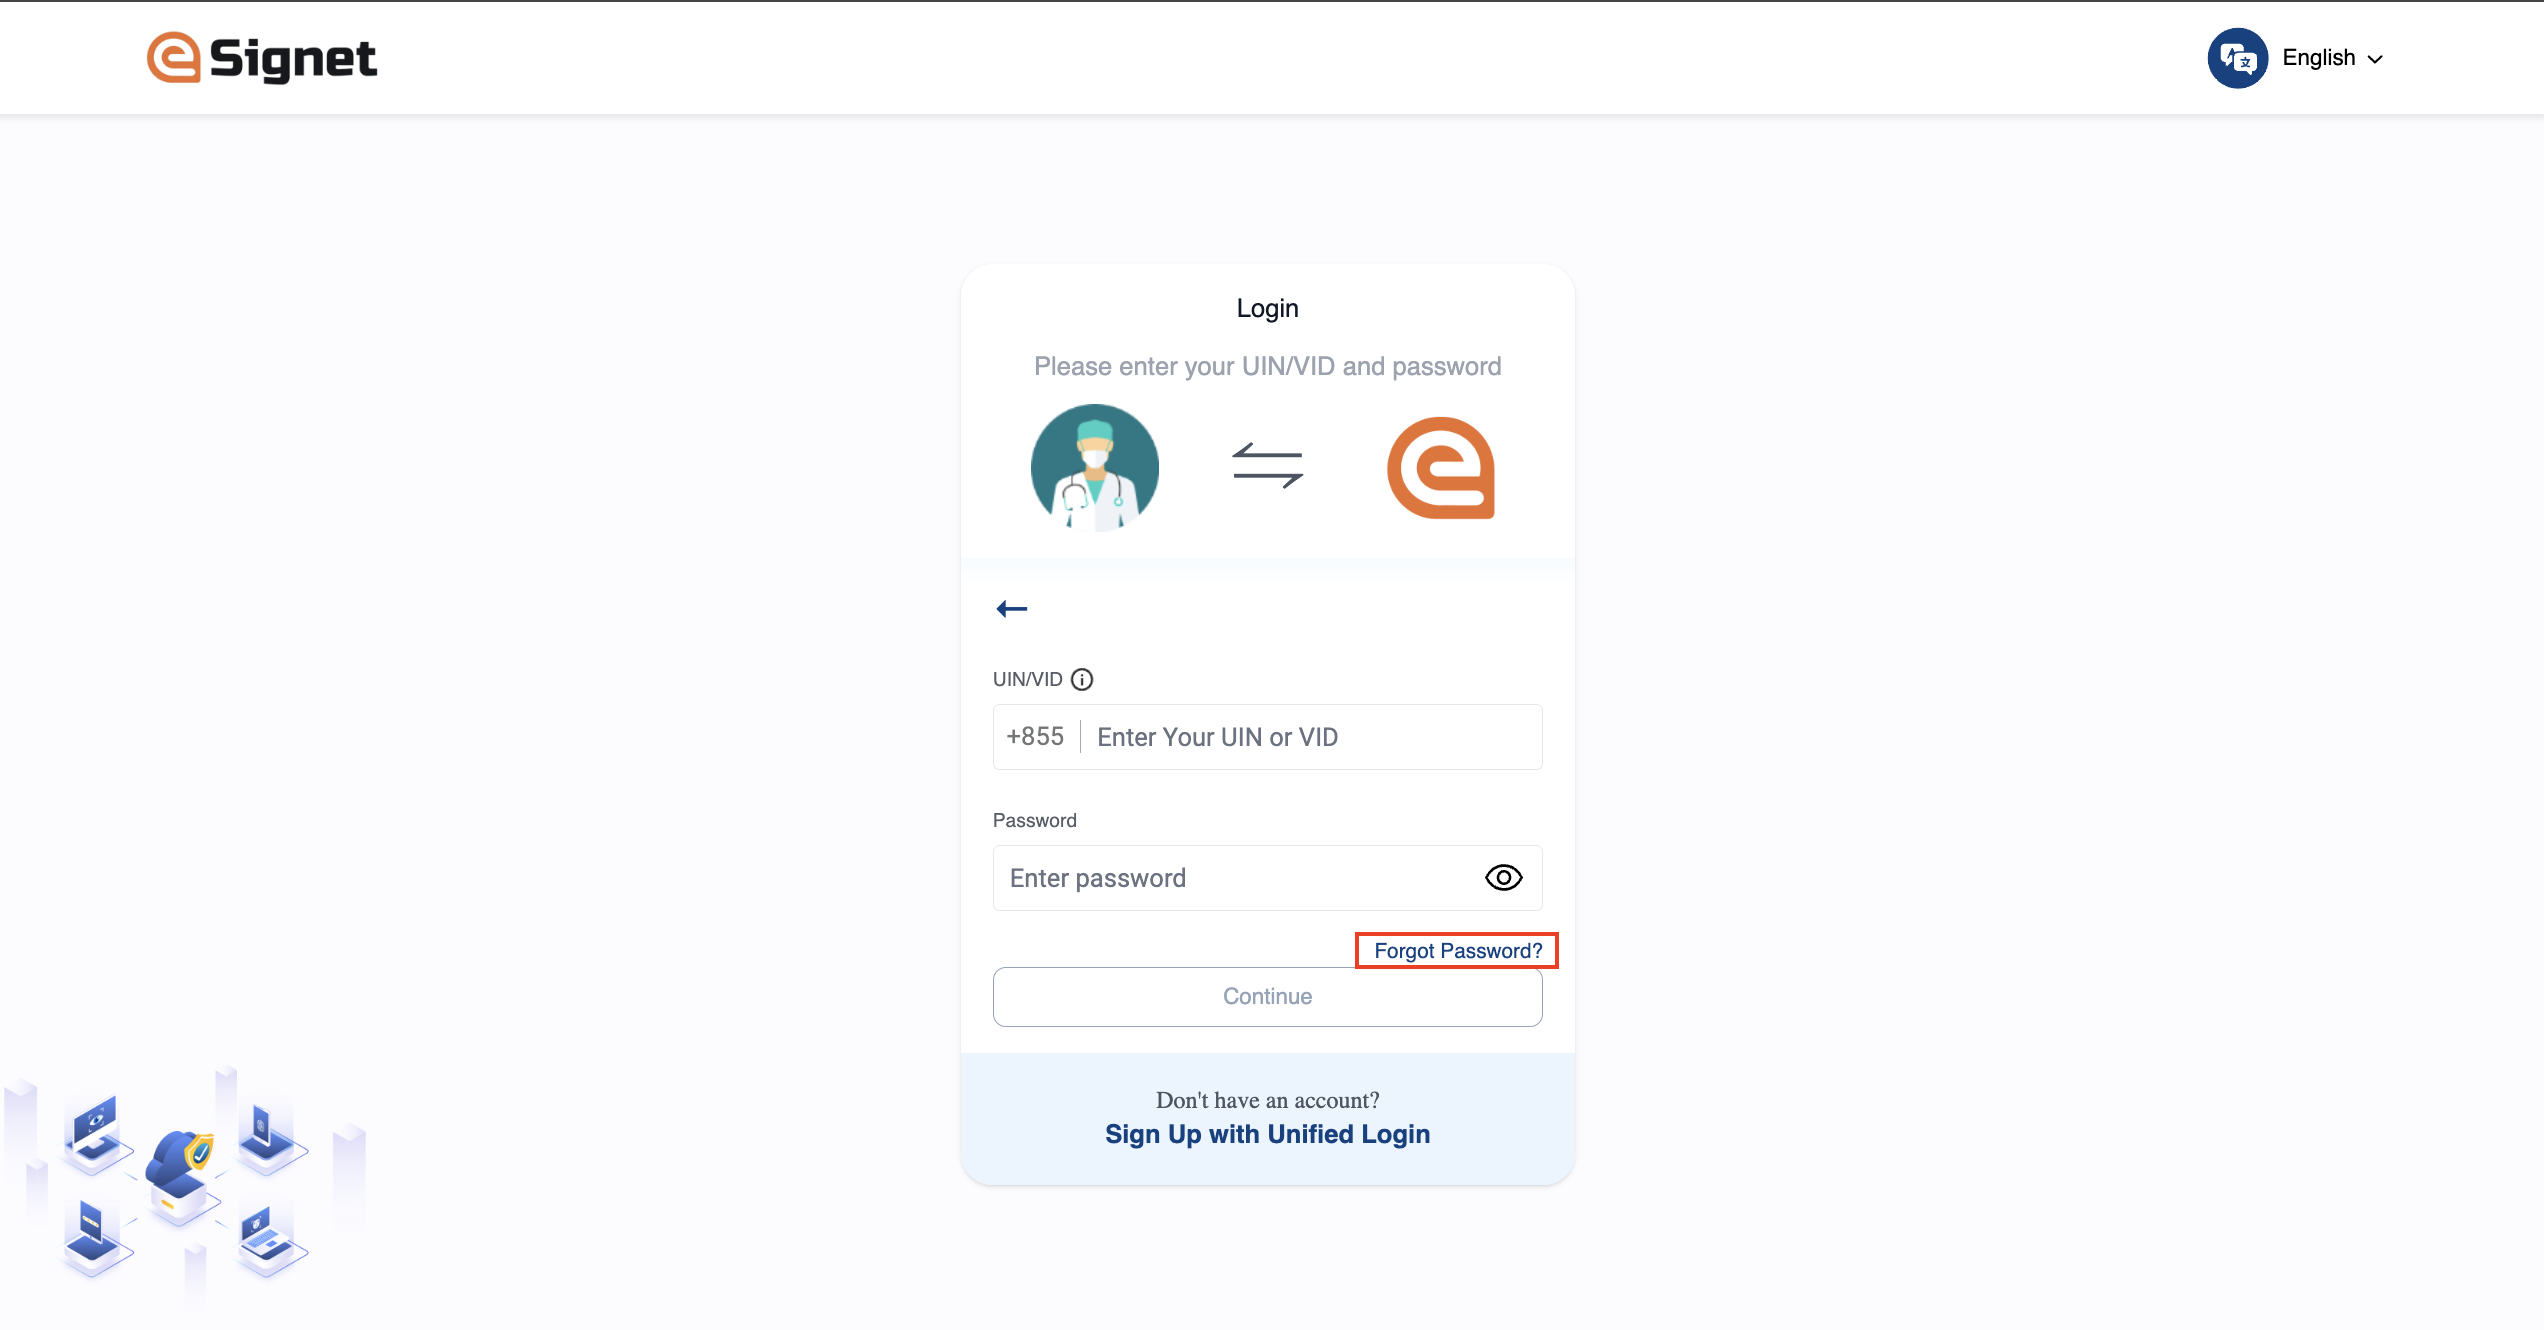 Signet
English
Login
Please enter your UIN/VID and password
UIN/VID
+855
Enter Your UIN or VID
Password
Enter password
Forgot Password?
Continue
Don't have an account?
Sign Up with Unified Login